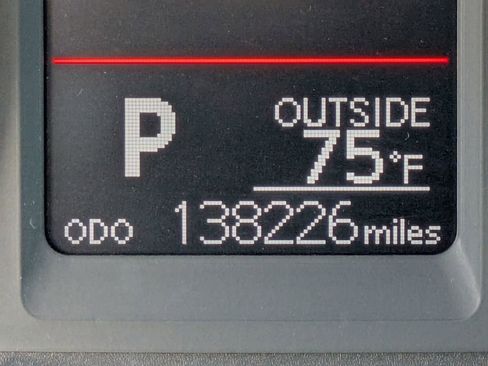 P
OUTSIDE
75°F
ODO 138226 miles